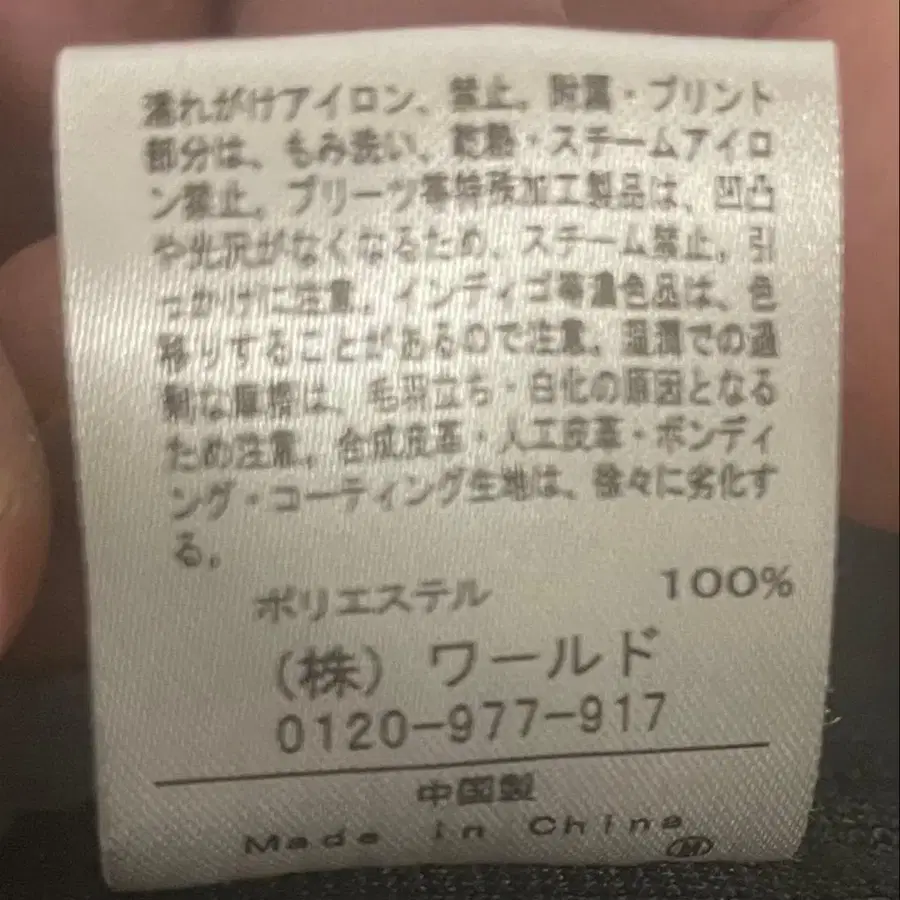 濡れがけアイロン、禁止。附属・プリント
部分は、もみ洗い、乾熱・スチームアイロ
ン禁止。プリーツ等特殊加工製品は、凹凸
や光沢がなくなるため、スチーム禁止。引
っかけに注意。インディゴ等濃色品は、色
移りすることがあるので注意。湿潤での過
剰な摩擦は、毛羽立ち・白化の原因となる
ため注意。合成皮革・人工皮革・ボンディ
ング・コーティング生地は、徐々に劣化す
る。
ポリエステル 100%
(株) ワールド
0120-977-917
中国製
Made in China
M